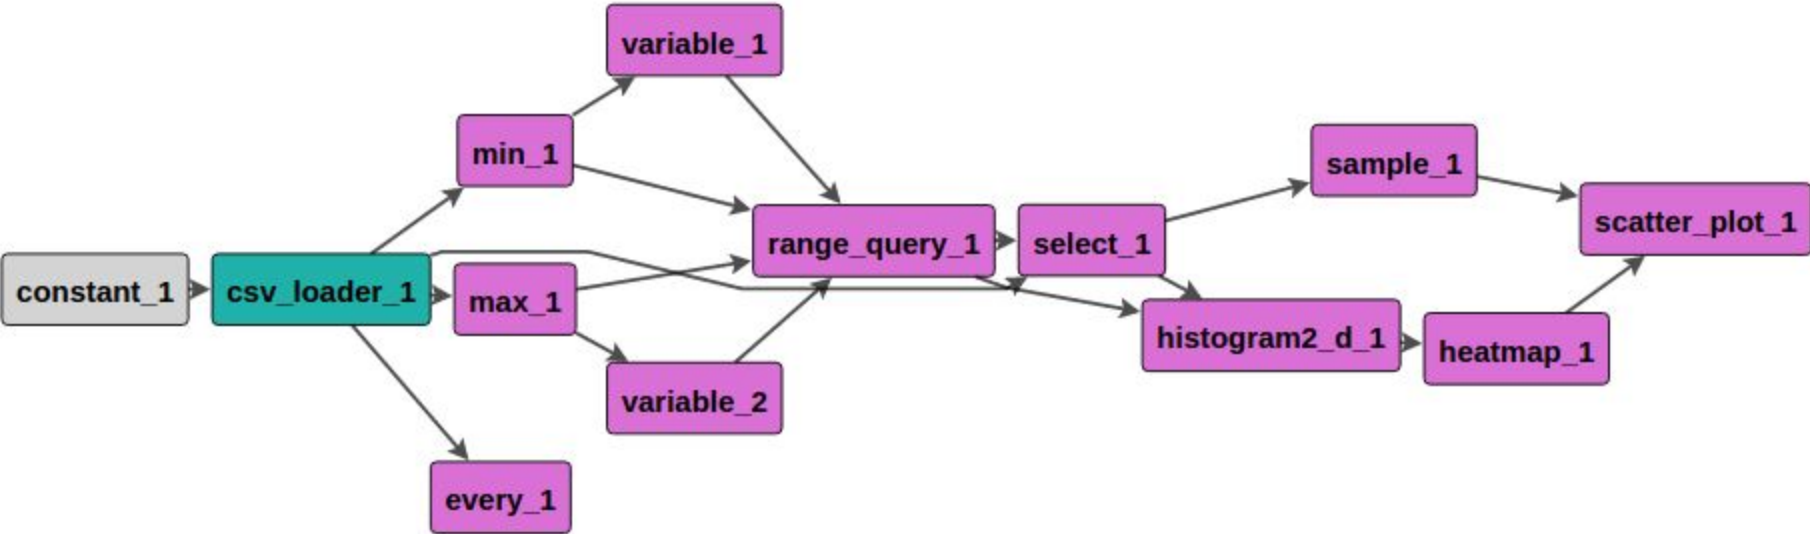 variable_1
min_1
sample_1
scatter_plot_1
range_query_1
select_1
constant_1
csv_loader_1
max_1
histogram2_d_1
heatmap_1
variable_2
every_1